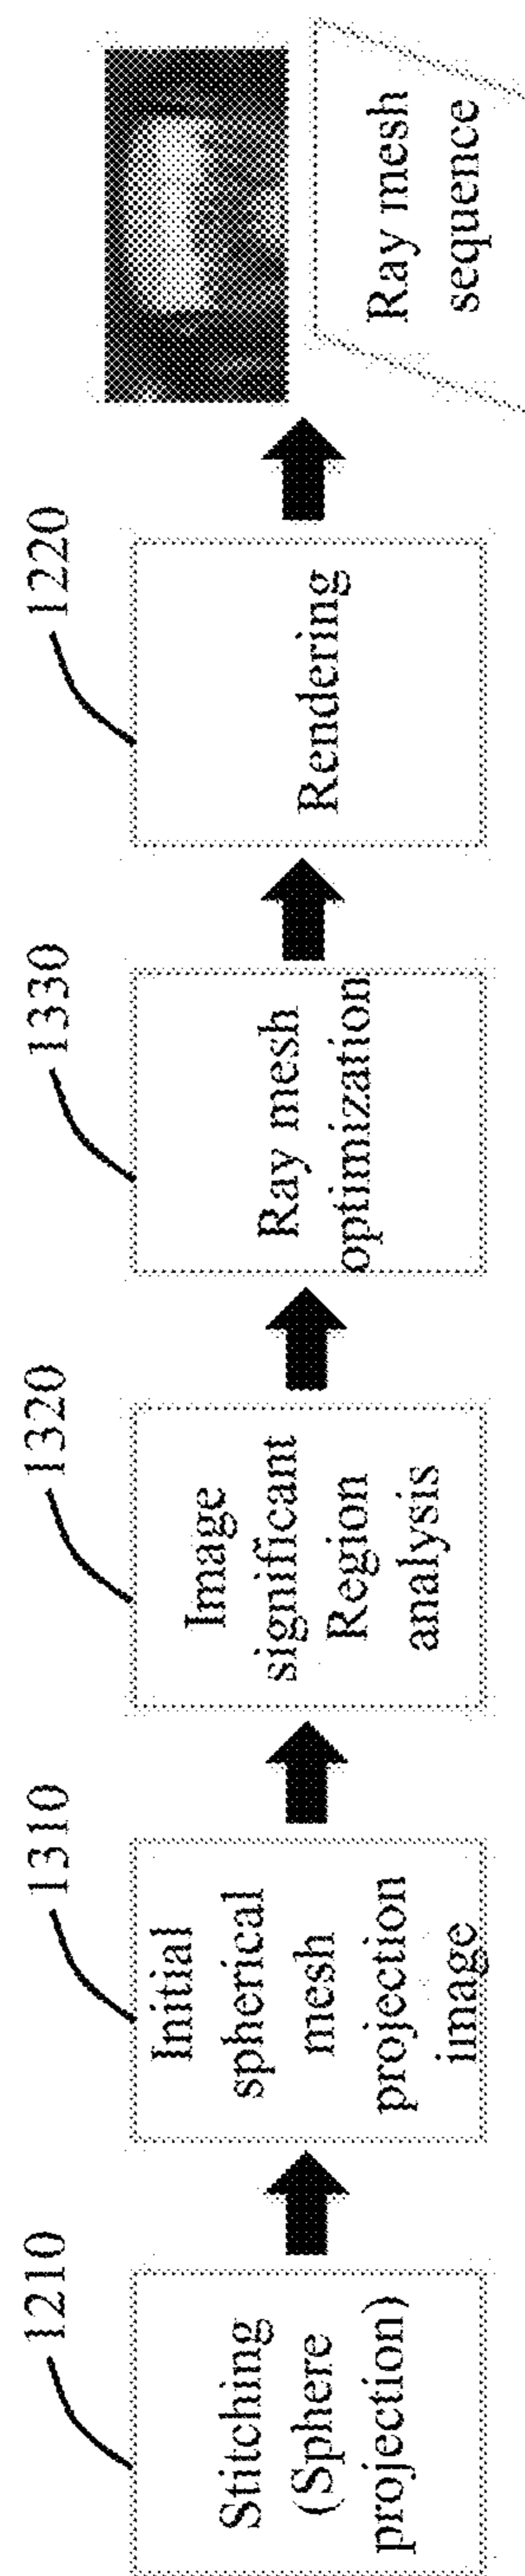 1210
Stitching
(Sphere
projection)
1310
Initial
spherical
mesh
projection
image
1320
Image
significant
Region
analysis
1330
Ray mesh
optimization
1220
Rendering
Ray mesh
sequence